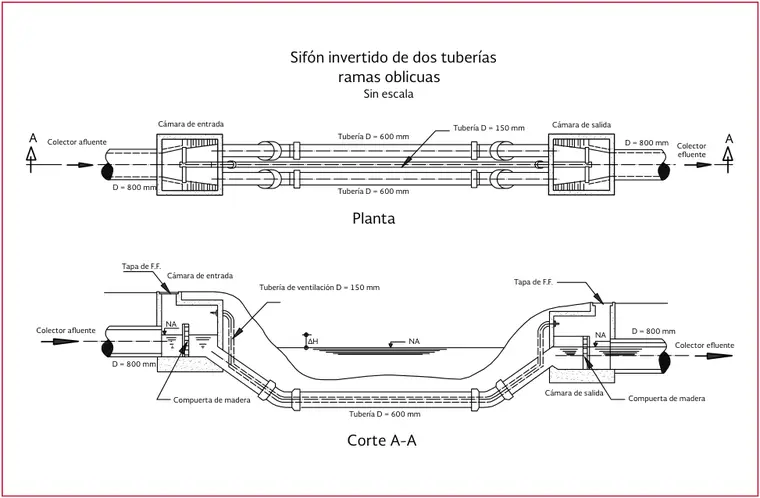 Sifón invertido de dos tuberías
ramas oblicuas
Sin escala
Cámara de entrada
Tubería D = 600 mm
Tubería D = 150 mm
Cámara de salida
A
Colector afluente
D = 800 mm
Colector
efluente
A
D = 800 mm
Tubería D = 600 mm
Planta
Tapa de F.F.
Cámara de entrada
Tubería de ventilación D = 150 mm
Tapa de F.F.
Colector afluente
NA
ΔH
NA
NA
D = 800 mm
Colector efluente
D = 800 mm
Compuerta de madera
Tubería D = 600 mm
Cámara de salida
Compuerta de madera
Corte A-A